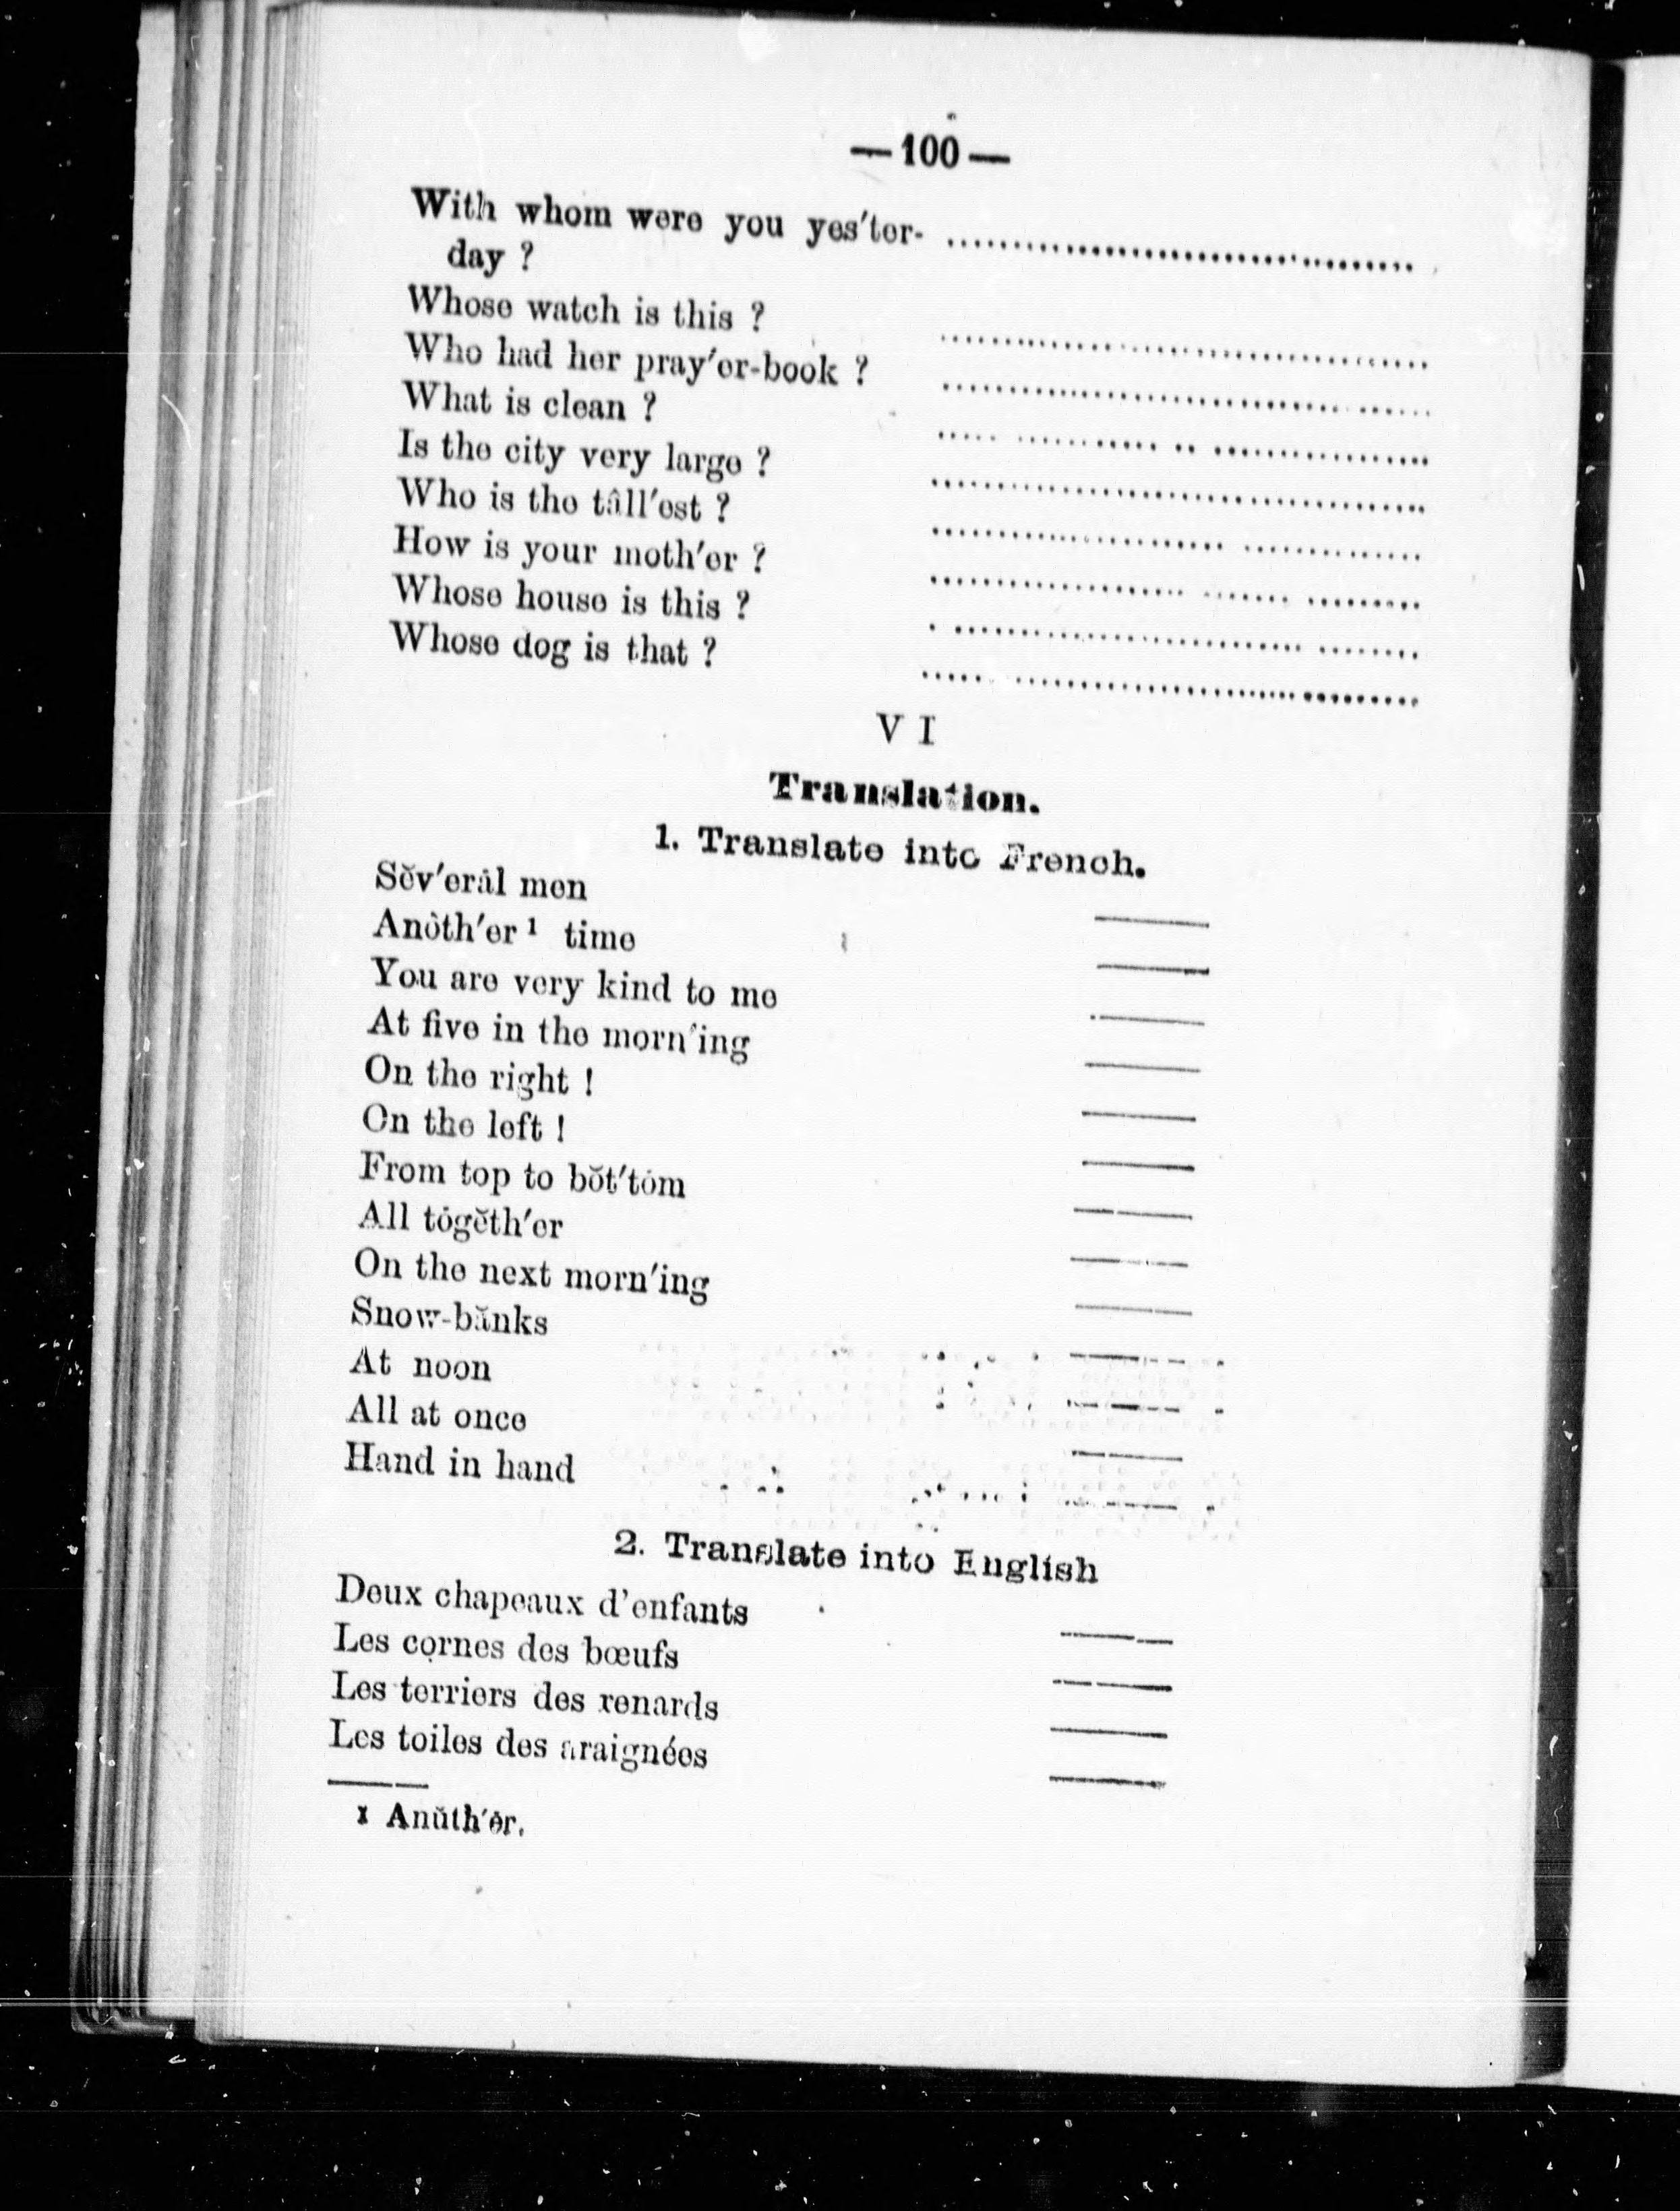 — 100 —
With whom were you yes'ter- ........................................
day ?
Whose watch is this ? ........................................
Who had her pray'er-book ? ........................................
What is clean ? ........................................
Is the city very large ? ........................................
Who is the tâll'est ? ........................................
How is your moth'er ? ........................................
Whose house is this ? ........................................
Whose dog is that ? ........................................
V I
Translation.
1. Translate into French.
Sĕv'erȧl men ———
Anȯth'er ¹ time ———
You are very kind to me ———
At five in the morn'ing ———
On the right ! ———
On the left ! ———
From top to bŏt'tȯm ———
All tȯgĕth'er ———
On the next morn'ing ———
Snow-bănks ———
At noon ———
All at once ———
Hand in hand ———
2. Translate into English
Deux chapeaux d'enfants ———
Les cornes des bœufs ———
Les terriers des renards ———
Les toiles des araignées ———
1 Anŭth'ėr.